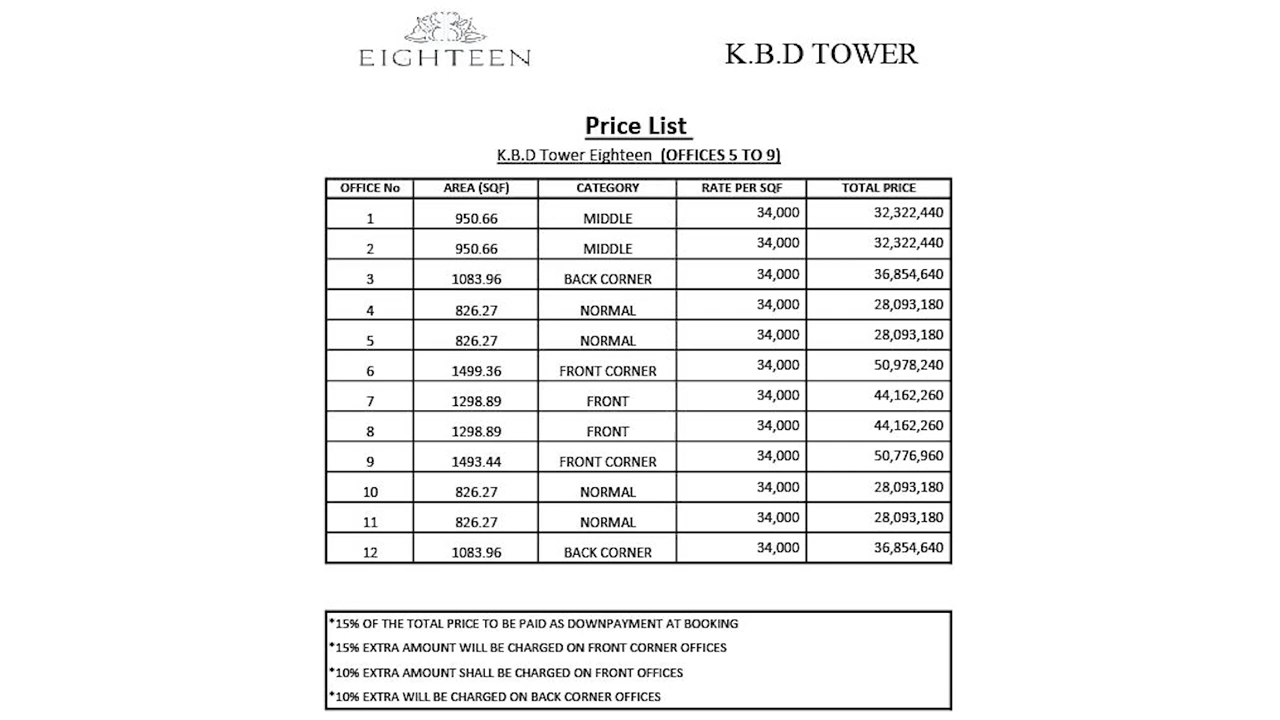 EIGHTEEN
K.B.D TOWER
Price List
K.B.D Tower Eighteen (OFFICES 5 TO 9)
OFFICE No AREA (SQF) CATEGORY RATE PER SQF TOTAL PRICE
1 950.66 MIDDLE 34,000 32,322,440
2 950.66 MIDDLE 34,000 32,322,440
3 1083.96 BACK CORNER 34,000 36,854,640
4 826.27 NORMAL 34,000 28,093,180
5 826.27 NORMAL 34,000 28,093,180
6 1499.36 FRONT CORNER 34,000 50,978,240
7 1298.89 FRONT 34,000 44,162,260
8 1298.89 FRONT 34,000 44,162,260
9 1493.44 FRONT CORNER 34,000 50,776,960
10 826.27 NORMAL 34,000 28,093,180
11 826.27 NORMAL 34,000 28,093,180
12 1083.96 BACK CORNER 34,000 36,854,640
*15% OF THE TOTAL PRICE TO BE PAID AS DOWNPAYMENT AT BOOKING
*15% EXTRA AMOUNT WILL BE CHARGED ON FRONT CORNER OFFICES
*10% EXTRA AMOUNT SHALL BE CHARGED ON FRONT OFFICES
*10% EXTRA WILL BE CHARGED ON BACK CORNER OFFICES